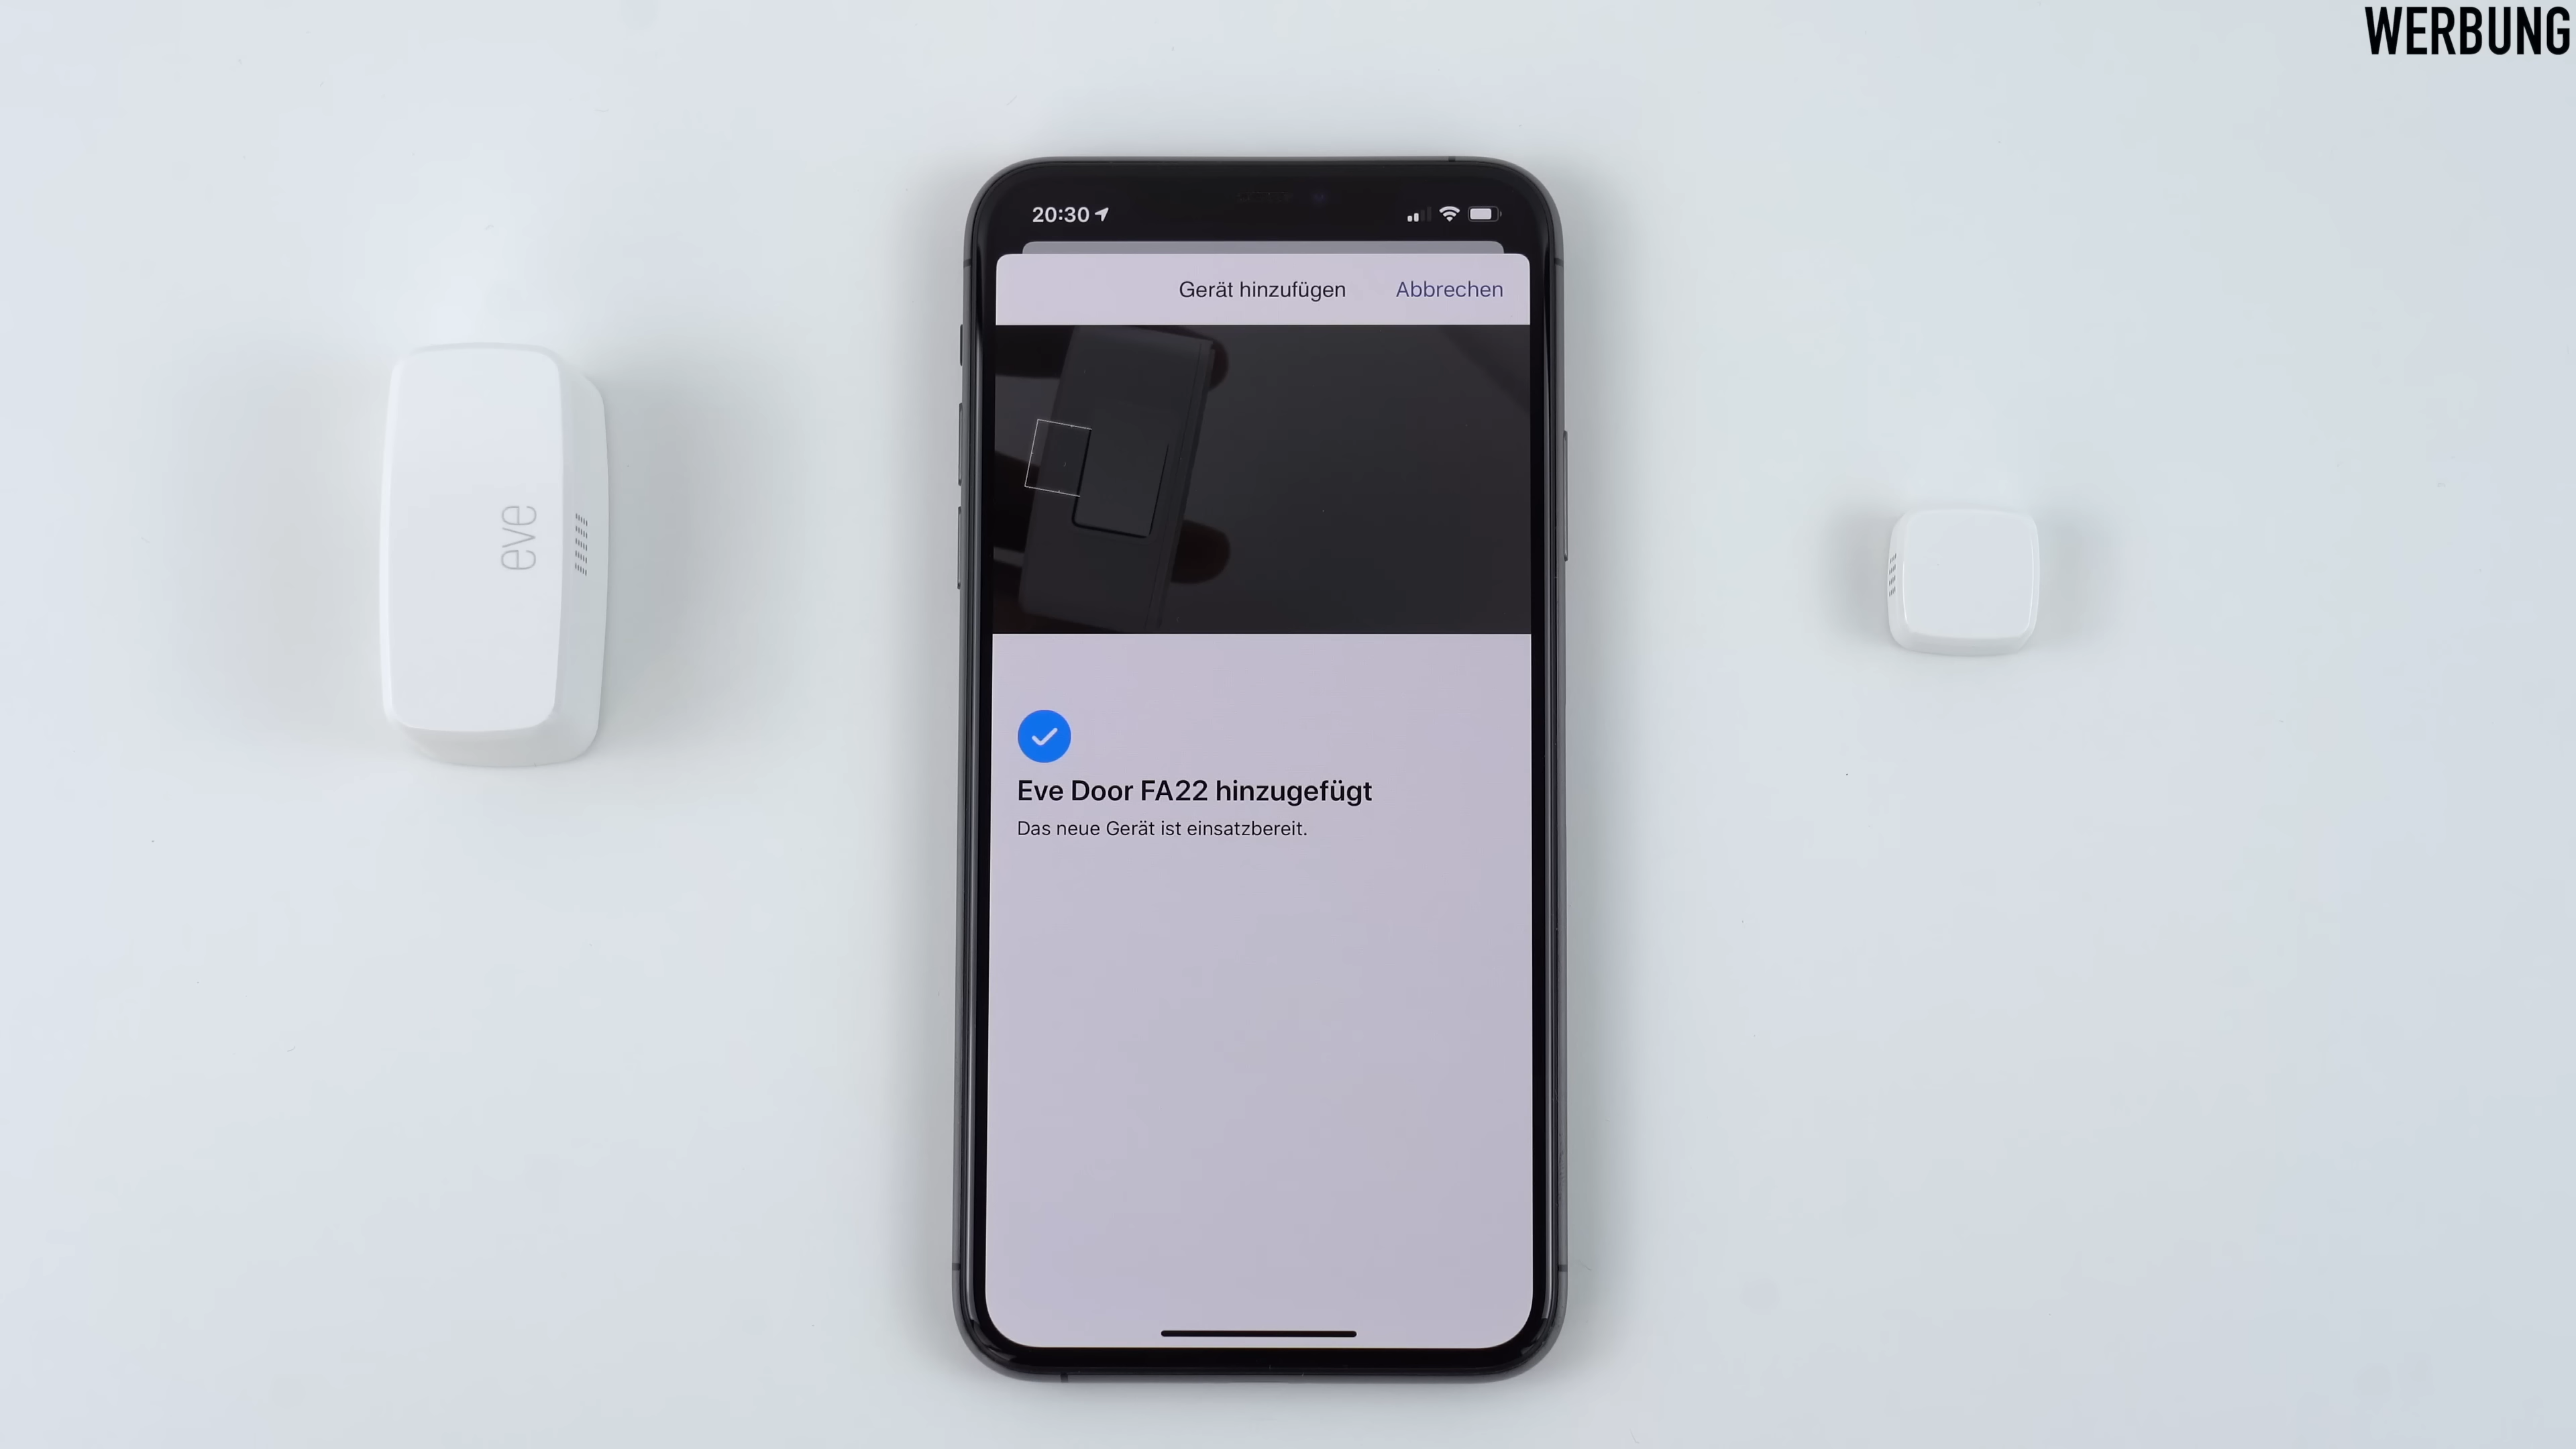 WERBUNG
20:30
Gerät hinzufügen Abbrechen
eve
Eve Door FA22 hinzugefügt
Das neue Gerät ist einsatzbereit.